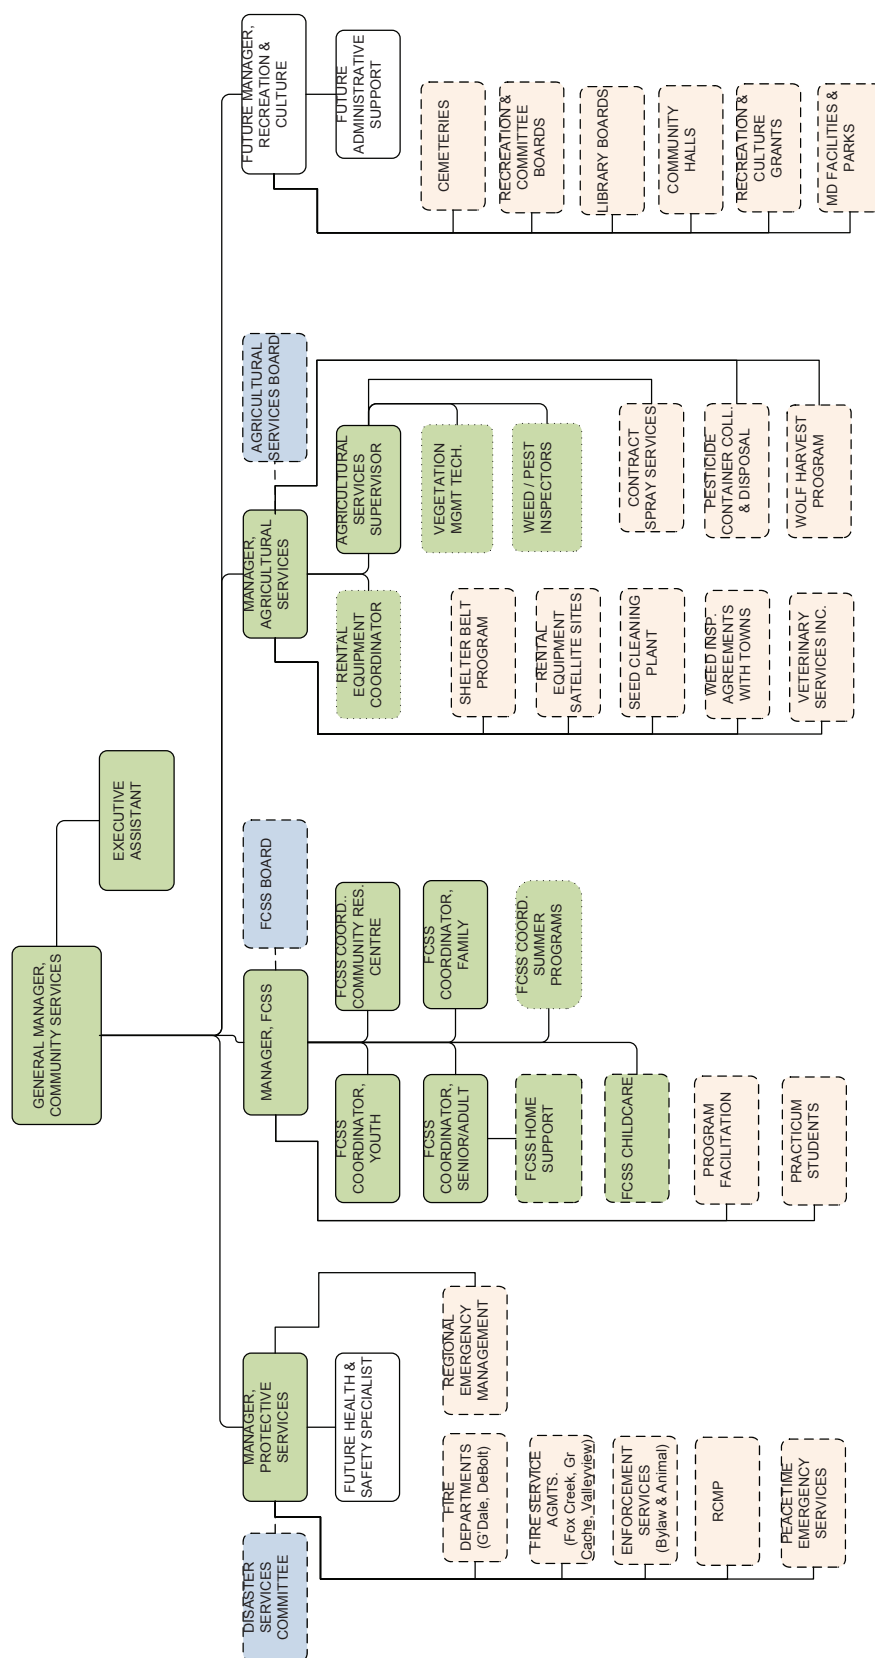 GENERAL MANAGER,
COMMUNITY SERVICES
EXECUTIVE
ASSISTANT
DISASTER
SERVICES
COMMITTEE
MANAGER,
PROTECTIVE
SERVICES
FUTURE HEALTH &
SAFETY SPECIALIST
REGIONAL
EMERGENCY
MANAGEMENT
FIRE
DEPARTMENTS
(G'Dale, DeBolt)
FIRE SERVICE
AGMTS.
(Fox Creek, Gr
Cache, Valleyview)
ENFORCEMENT
SERVICES
(Bylaw & Animal)
RCMP
PEACETIME
EMERGENCY
SERVICES
MANAGER, FCSS
FCSS BOARD
FCSS
COORDINATOR,
YOUTH
FCSS COORD..
COMMUNITY RES.
CENTRE
FCSS
COORDINATOR,
SENIOR/ADULT
FCSS
COORDINATOR,
FAMILY
FCSS HOME
SUPPORT
FCSS COORD.
SUMMER
PROGRAMS
FCSS CHILDCARE
PROGRAM
FACILITATION
PRACTICUM
STUDENTS
MANAGER,
AGRICULTURAL
SERVICES
AGRICULTURAL
SERVICES BOARD
RENTAL
EQUIPMENT
COORDINATOR
AGRICULTURAL
SERVICES
SUPERVISOR
VEGETATION
MGMT TECH.
WEED / PEST
INSPECTORS
SHELTER BELT
PROGRAM
RENTAL
EQUIPMENT
SATELLITE SITES
SEED CLEANING
PLANT
WEED INSP.
AGREEMENTS
WITH TOWNS
VETERINARY
SERVICES INC.
CONTRACT
SPRAY SERVICES
PESTICIDE
CONTAINER COLL.
& DISPOSAL
WOLF HARVEST
PROGRAM
FUTURE MANAGER,
RECREATION &
CULTURE
FUTURE
ADMINISTRATIVE
SUPPORT
CEMETERIES
RECREATION &
COMMITTEE
BOARDS
LIBRARY BOARDS
COMMUNITY
HALLS
RECREATION &
CULTURE
GRANTS
MD FACILITIES &
PARKS